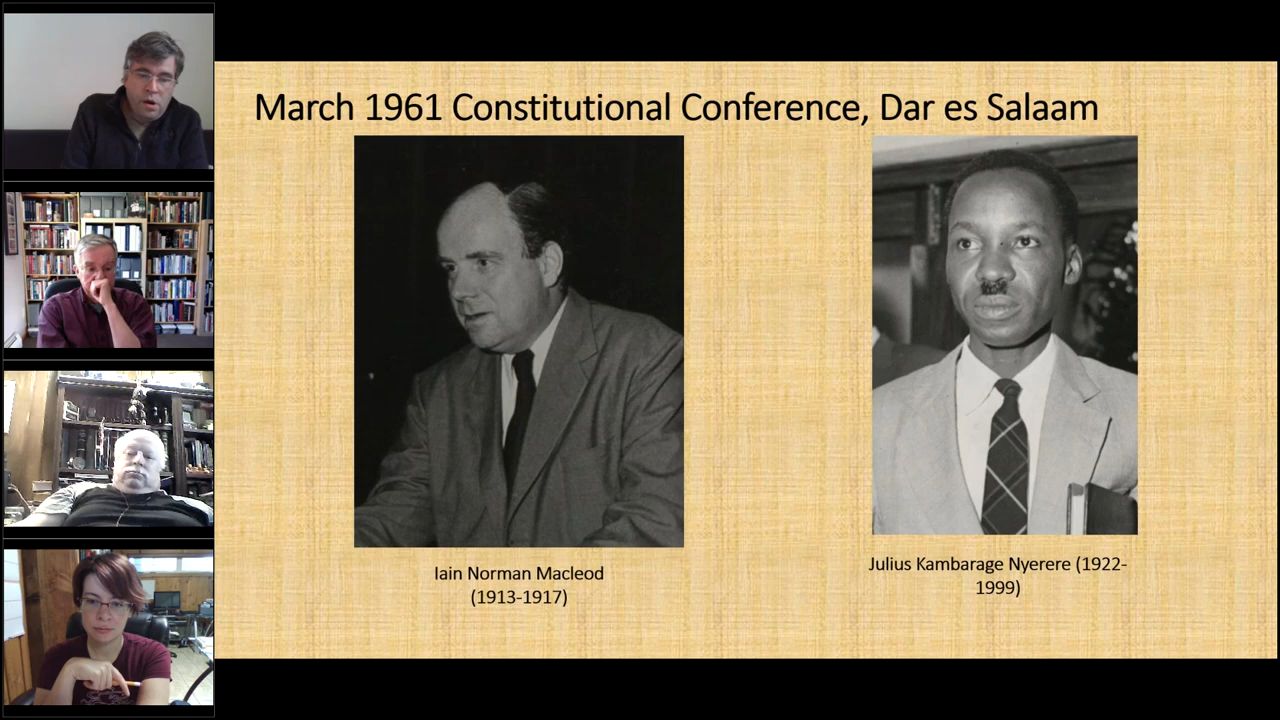 March 1961 Constitutional Conference, Dar es Salaam
Iain Norman Macleod
(1913-1917)
Julius Kambarage Nyerere (1922-
1999)